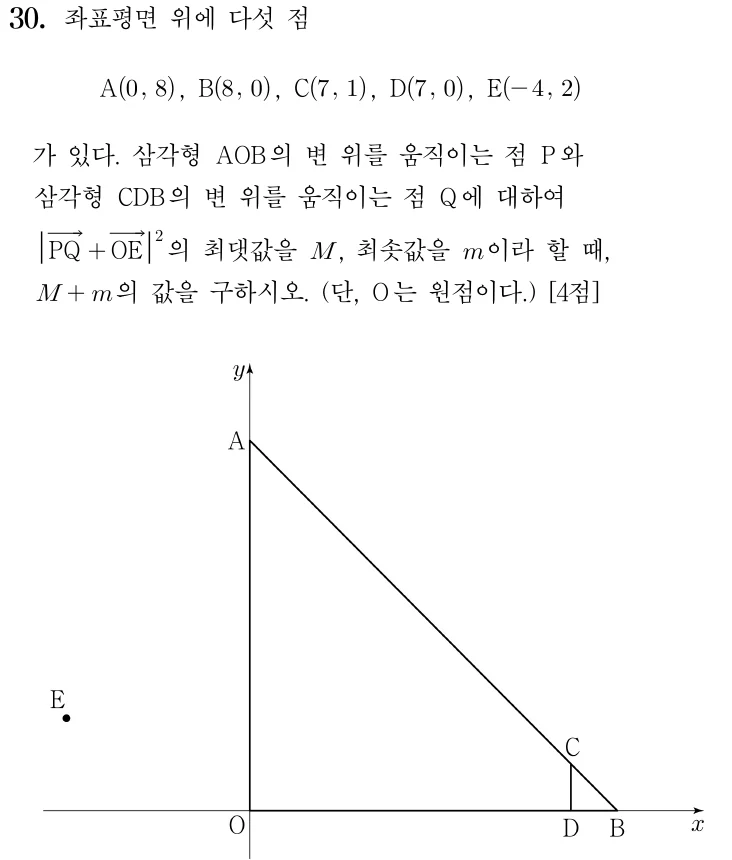 30. 좌표평면 위에 다섯 점
A(0, 8), B(8, 0), C(7, 1), D(7, 0), E(−4, 2)
가 있다. 삼각형 AOB의 변 위를 움직이는 점 P와
삼각형 CDB의 변 위를 움직이는 점 Q에 대하여
|\overrightarrow{PQ} + \overrightarrow{OE}|²의 최댓값을 M, 최솟값을 m이라 할 때,
M+m의 값을 구하시오. (단, O는 원점이다.) [4점]
y
A
E
C
O
D
B
x